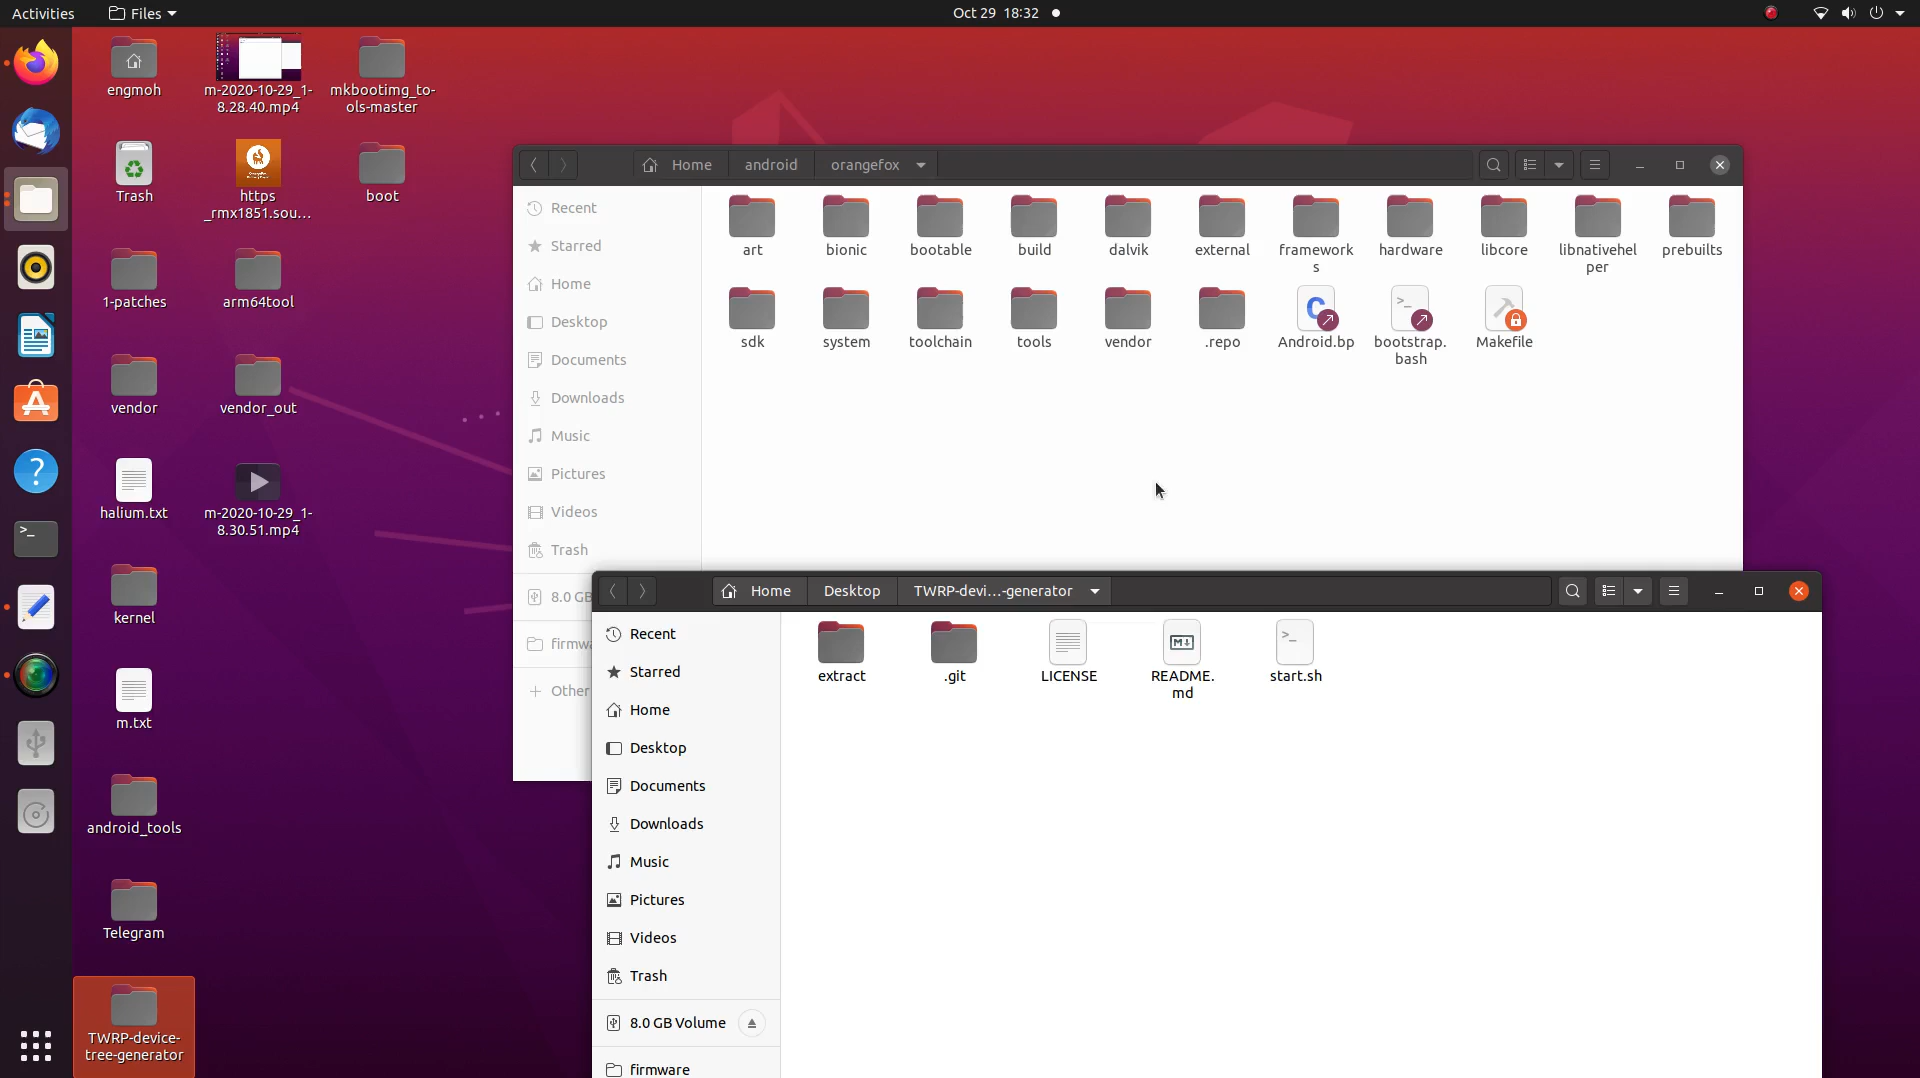 Activities
Files
Oct 29 18:32
engmoh
m-2020-10-29_1-
8.28.40.mp4
mkbootimg_to-
ols-master
Trash
https
_rmx1851.sou...
boot
1-patches
arm64tool
vendor
vendor_out
halium.txt
m-2020-10-29_1-
8.30.51.mp4
kernel
m.txt
android_tools
Telegram
TWRP-device-
tree-generator
Home
android
orangefox
Recent
Starred
Home
Desktop
Documents
Downloads
Music
Pictures
Videos
Trash
8.0 GB
firmw
Other
art
bionic
bootable
build
dalvik
external
framework
s
hardware
libcore
libnativehel
per
prebuilts
sdk
system
toolchain
tools
vendor
.repo
Android.bp
bootstrap.
bash
Makefile
Home
Desktop
TWRP-devi...-generator
Recent
Starred
Home
Desktop
Documents
Downloads
Music
Pictures
Videos
Trash
8.0 GB Volume
firmware
extract
.git
LICENSE
README.
md
start.sh